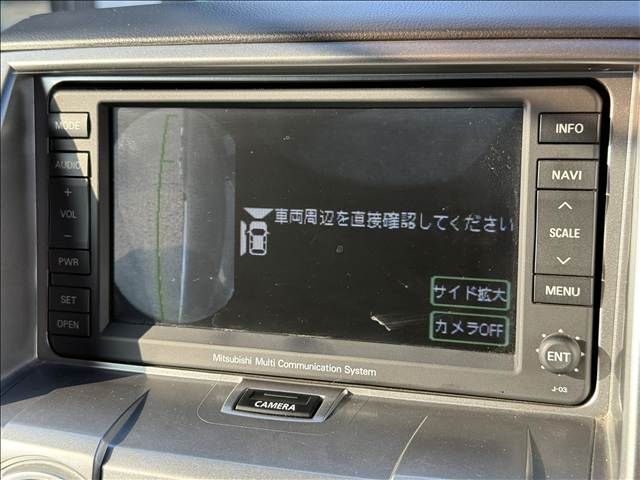 MODE
AUDIO
+
VOL
−
PWR
SET
OPEN
車両周辺を直接確認してください
サイド拡大
カメラOFF
INFO
NAVI
SCALE
MENU
ENT
J-03
Mitsubishi Multi Communication System
CAMERA